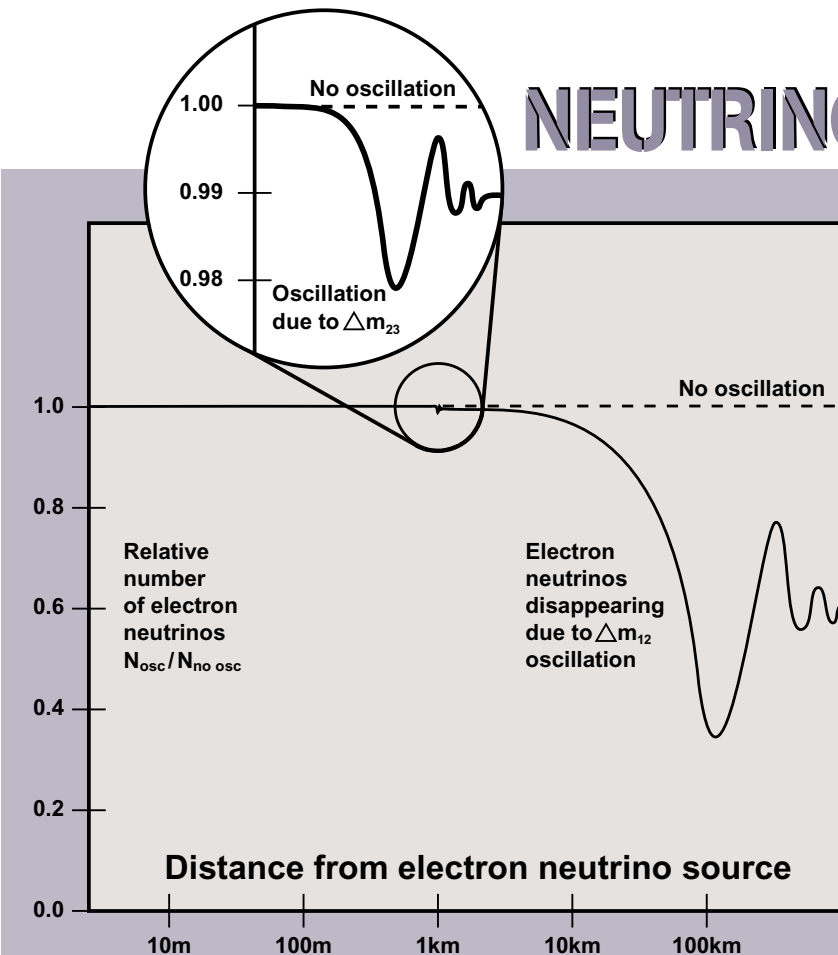 NEUTRINO
No oscillation
1.00
0.99
0.98
Oscillation
due to △m23
No oscillation
1.0
0.8
0.6
0.4
0.2
0.0
Relative
number
of electron
neutrinos
Nosc/Nno osc
Electron
neutrinos
disappearing
due to △m12
oscillation
Distance from electron neutrino source
10m
100m
1km
10km
100km